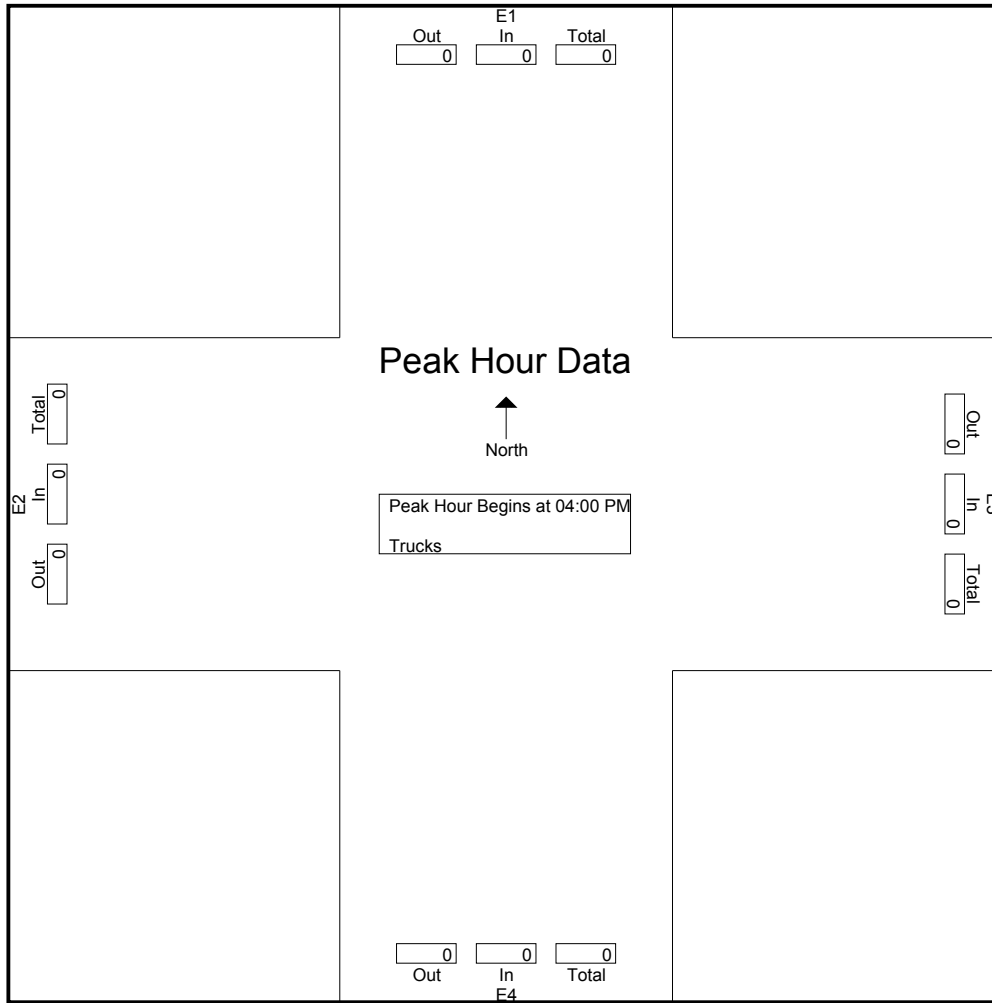 E1
Out In Total
0 0 0
Peak Hour Data
North
Peak Hour Begins at 04:00 PM
Trucks
E2
Total In Out
0 0 0
Out In Total
0 0 0
0 0 0
Out In Total
E4